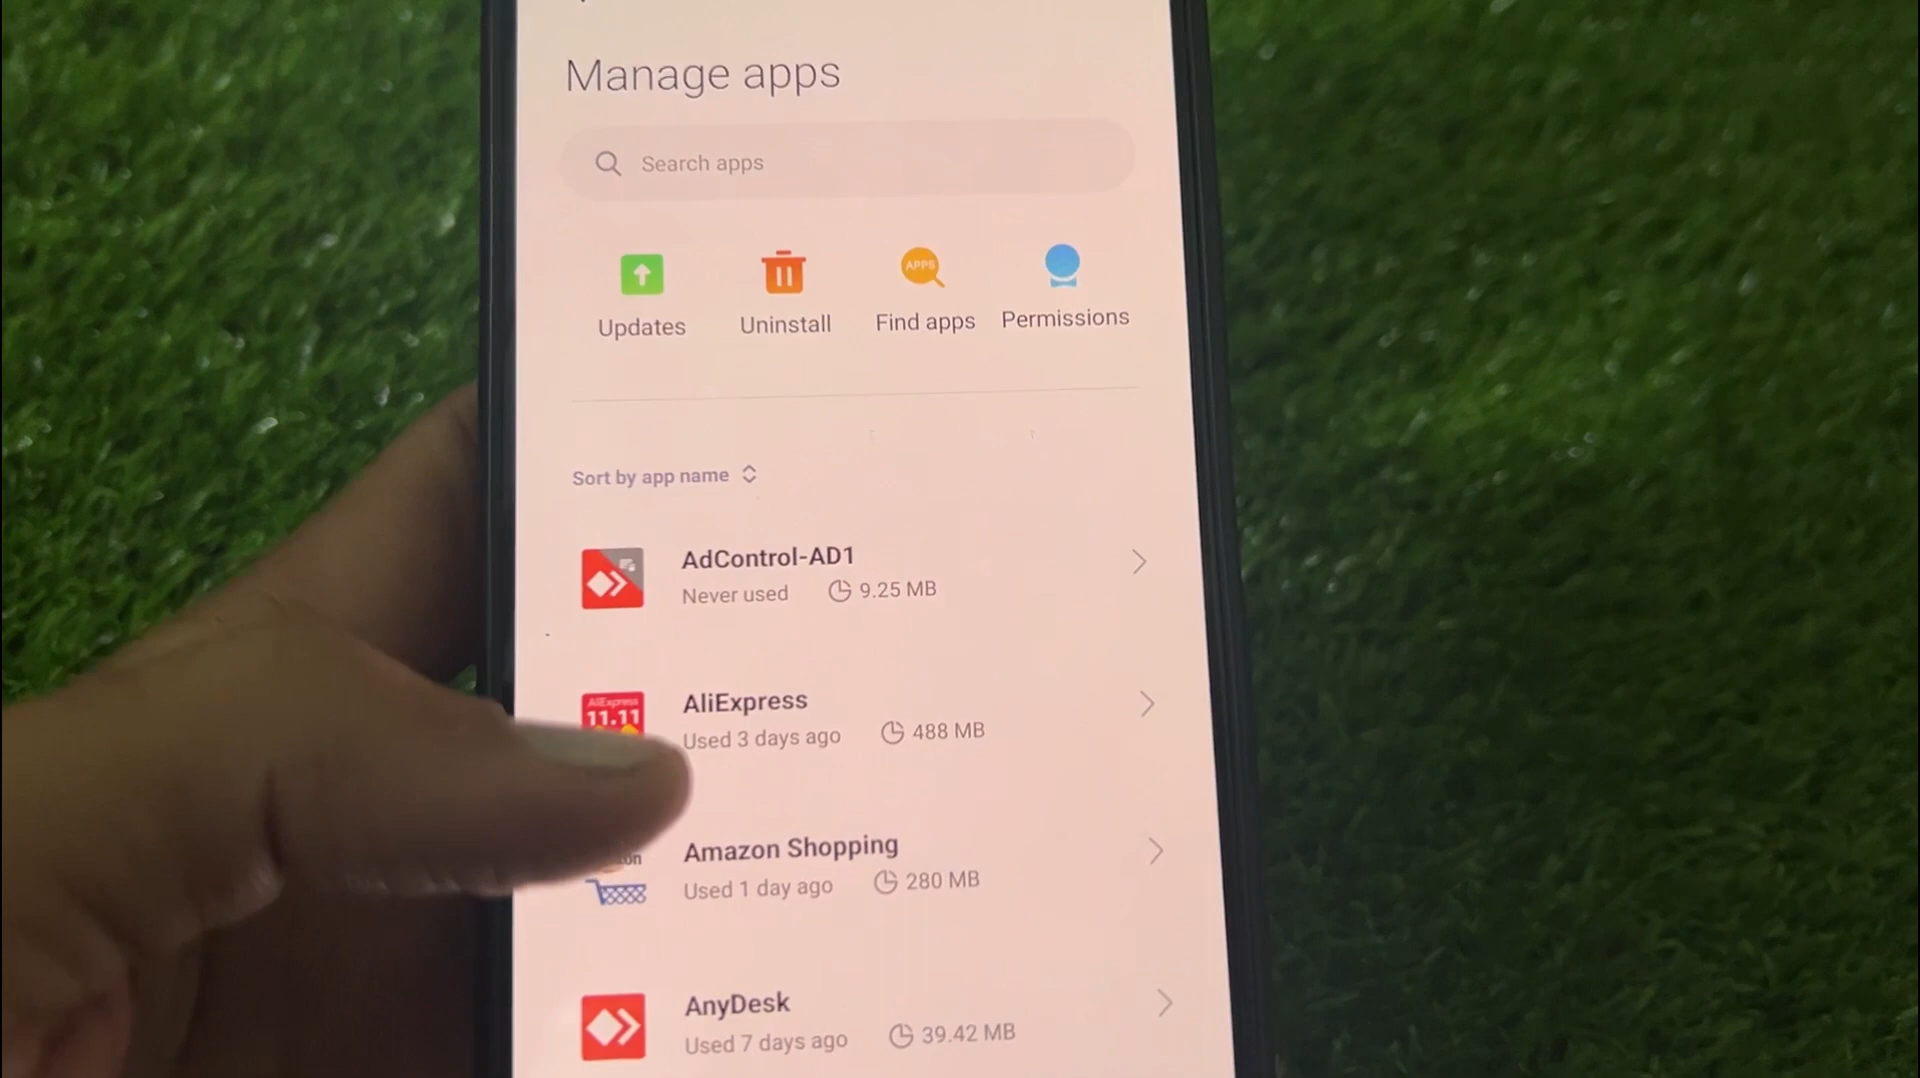 Manage apps
Search apps
APPS
Updates Uninstall Find apps Permissions
Sort by app name
AdControl-AD1
Never used 9.25 MB
AliExpress
11.11
AliExpress
Used 3 days ago 488 MB
Amazon Shopping
Used 1 day ago 280 MB
AnyDesk
Used 7 days ago 39.42 MB